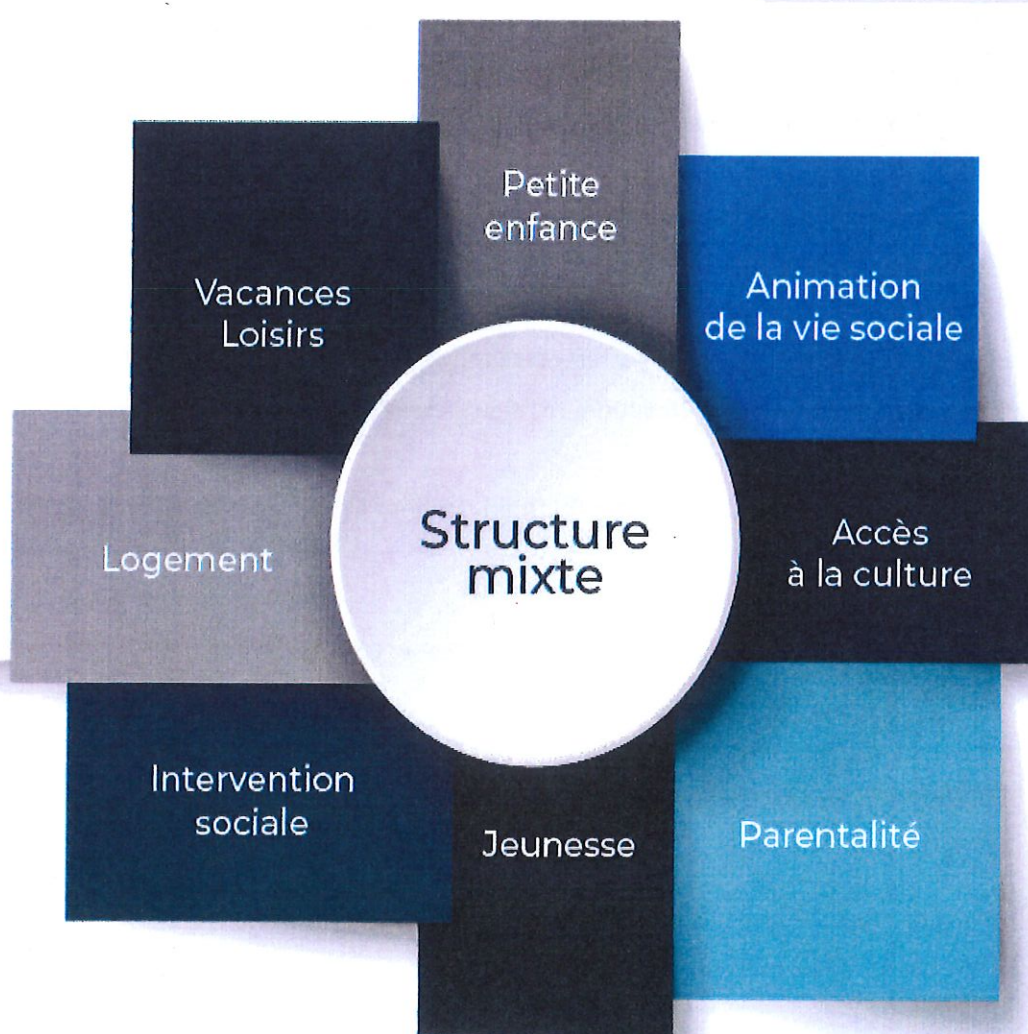 Petite
enfance
Vacances
Loisirs
Animation
de la vie sociale
Structure
mixte
Logement
Accès
à la culture
Intervention
sociale
Jeunesse
Parentalité